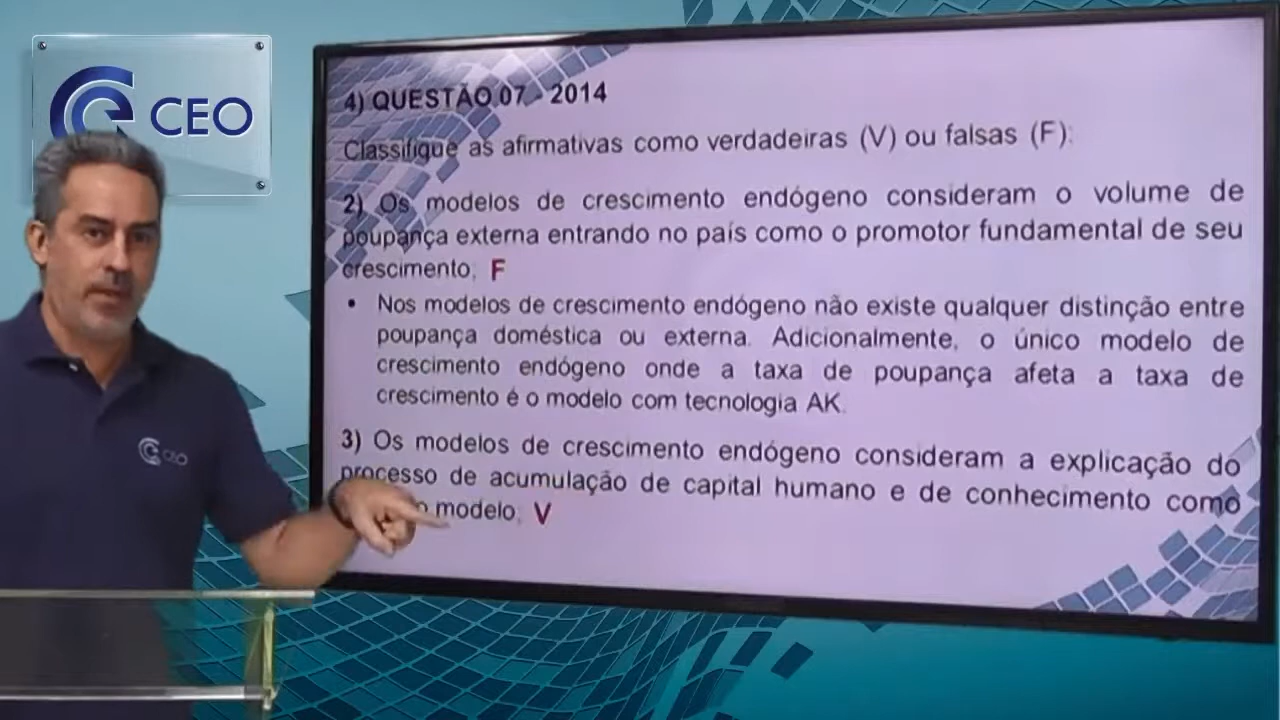 CEO
4) QUESTÃO 07 - 2014
Classifique as afirmativas como verdadeiras (V) ou falsas (F):
2) Os modelos de crescimento endógeno consideram o volume de
poupança externa entrando no país como o promotor fundamental de seu
crescimento; F
• Nos modelos de crescimento endógeno não existe qualquer distinção entre
poupança doméstica ou externa. Adicionalmente, o único modelo de
crescimento endógeno onde a taxa de poupança afeta a taxa de
crescimento é o modelo com tecnologia AK.
3) Os modelos de crescimento endógeno consideram a explicação do
processo de acumulação de capital humano e de conhecimento como
modelo; V
CEO